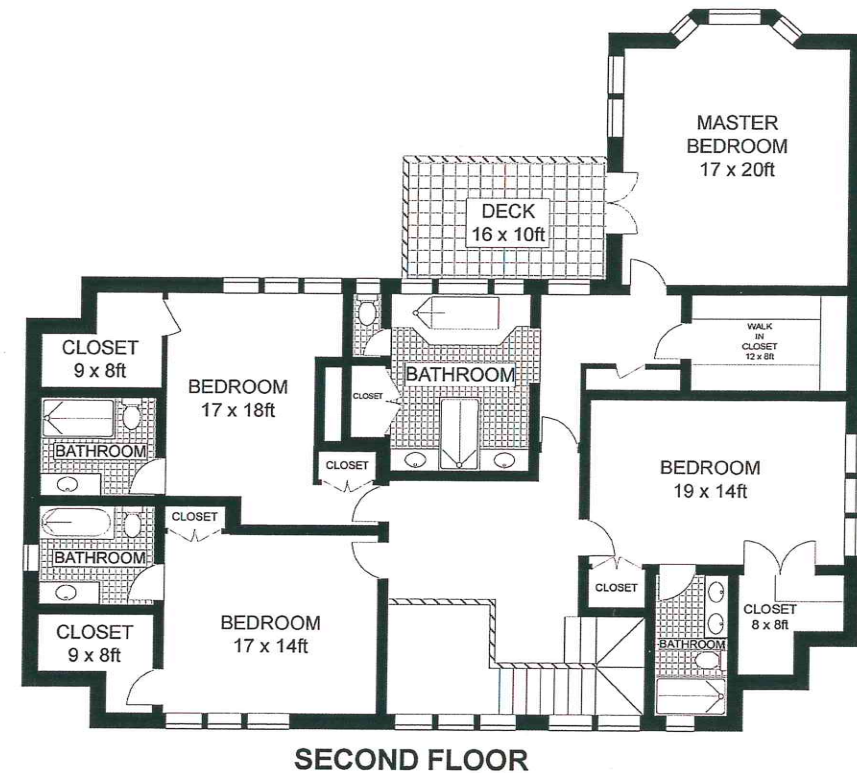 MASTER
BEDROOM
17 x 20ft
DECK
16 x 10ft
WALK
IN
CLOSET
12 x 8ft
CLOSET
9 x 8ft
BEDROOM
17 x 18ft
BATHROOM
CLOSET
BATHROOM
CLOSET
BEDROOM
19 x 14ft
CLOSET
BATHROOM
BEDROOM
17 x 14ft
CLOSET
9 x 8ft
CLOSET
CLOSET
8 x 8ft
BATHROOM
SECOND FLOOR